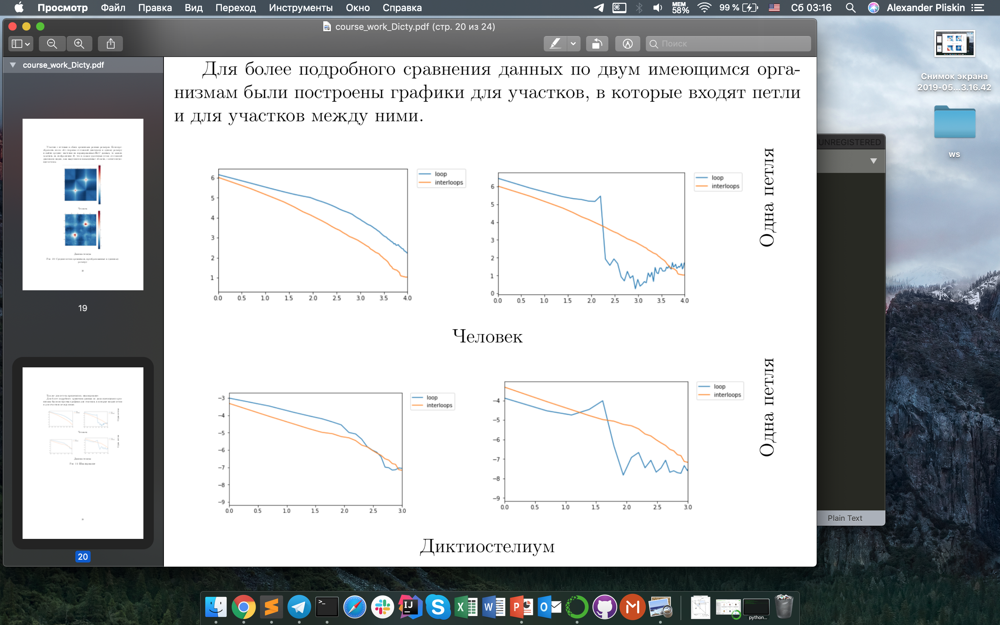 Просмотр Файл Правка Вид Переход Инструменты Окно Справка
MEM 58% 99 % Сб 03:16 Alexander Pliskin
course_work_Dicty.pdf (стр. 20 из 24)
Поиск
course_work_Dicty.pdf
19
20
Для более подробного сравнения данных по двум имеющимся орга-
низмам были построены графики для участков, в которые входят петли
и для участков между ними.
6
5
4
3
2
1
0.0 0.5 1.0 1.5 2.0 2.5 3.0 3.5 4.0
loop
interloops
6
5
4
3
2
1
0
0.0 0.5 1.0 1.5 2.0 2.5 3.0 3.5 4.0
loop
interloops
Одна петля
Человек
−3
−4
−5
−6
−7
−8
−9
0.0 0.5 1.0 1.5 2.0 2.5 3.0
loop
interloops
−4
−5
−6
−7
−8
−9
0.0 0.5 1.0 1.5 2.0 2.5 3.0
loop
interloops
Одна петля
Диктиостелиум
UNREGISTERED
Plain Text
Снимок экрана
2019-05...3.16.42
ws
python...